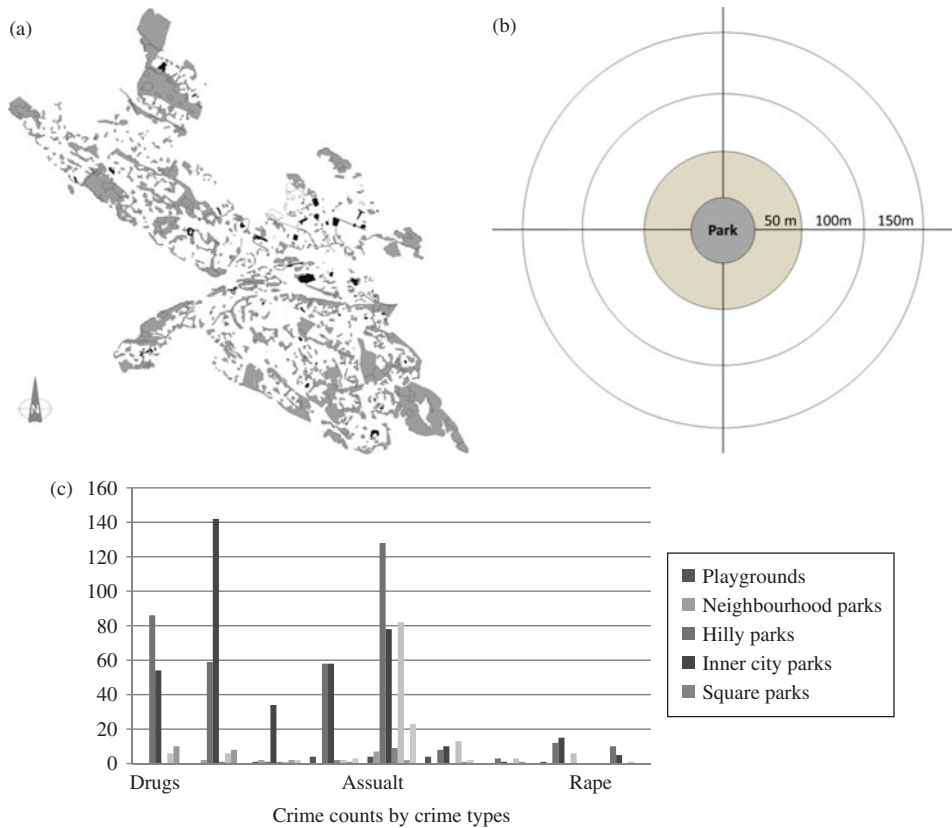 (a)
N
(b)
Park
50 m
100m
150m
(c)
160
140
120
100
80
60
40
20
0
Drugs
Assualt
Rape
Crime counts by crime types
Playgrounds
Neighbourhood parks
Hilly parks
Inner city parks
Square parks